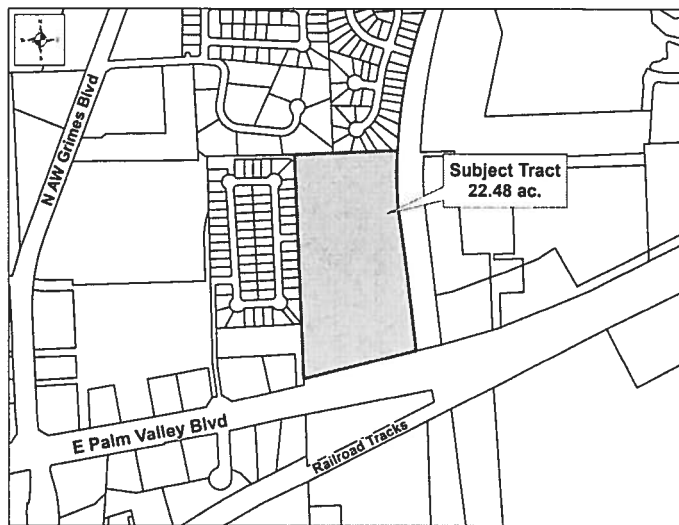 N AW Grimes Blvd
Subject Tract
22.48 ac.
E Palm Valley Blvd
Railroad Tracks